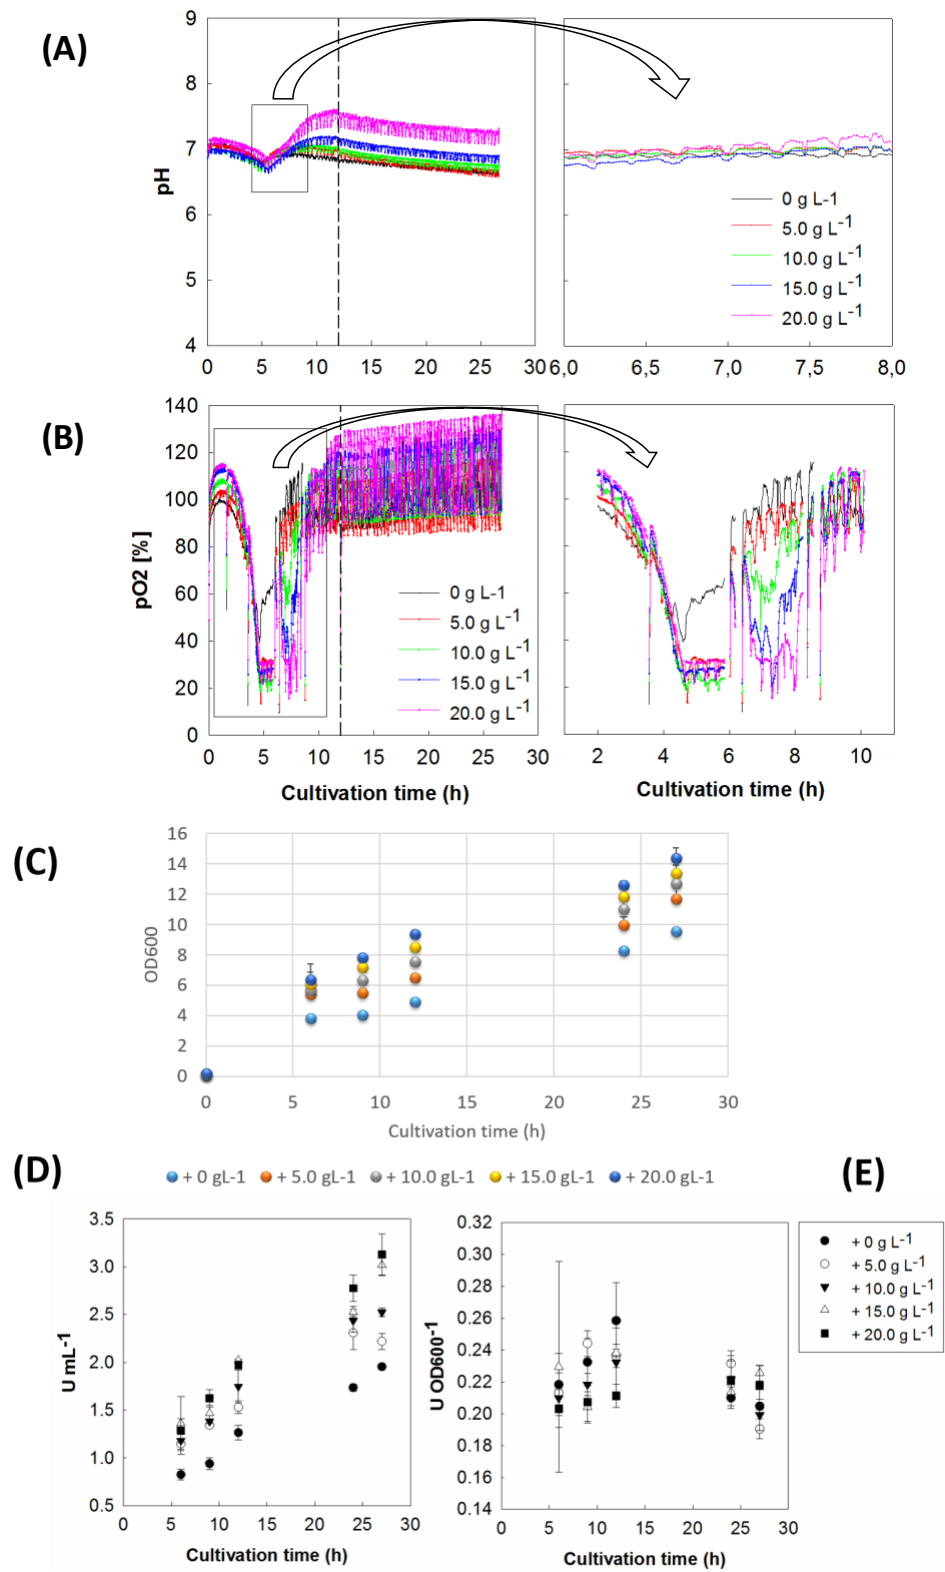 (A)
9
8
7
6
5
4
pH
0 5 10 15 20 25 30
6,0 6,5 7,0 7,5 8,0
0 g L-1
5.0 g L-1
10.0 g L-1
15.0 g L-1
20.0 g L-1
(B)
140
120
100
80
60
40
20
0
pO2 [%]
0 g L-1
5.0 g L-1
10.0 g L-1
15.0 g L-1
20.0 g L-1
0 5 10 15 20 25 30
2 4 6 8 10
Cultivation time (h)
Cultivation time (h)
(C)
16
14
12
10
8
6
4
2
0
OD600
0 5 10 15 20 25 30
Cultivation time (h)
+ 0 gL-1 + 5.0 gL-1 + 10.0 gL-1 + 15.0 gL-1 + 20.0 gL-1
(D)
3.5
3.0
2.5
2.0
1.5
1.0
0.5
U mL-1
0 5 10 15 20 25 30
Cultivation time (h)
(E)
0.32
0.30
0.28
0.26
0.24
0.22
0.20
0.18
0.16
0.14
U OD600-1
0 5 10 15 20 25 30
Cultivation time (h)
+ 0 g L-1
+ 5.0 g L-1
+ 10.0 g L-1
+ 15.0 g L-1
+ 20.0 g L-1